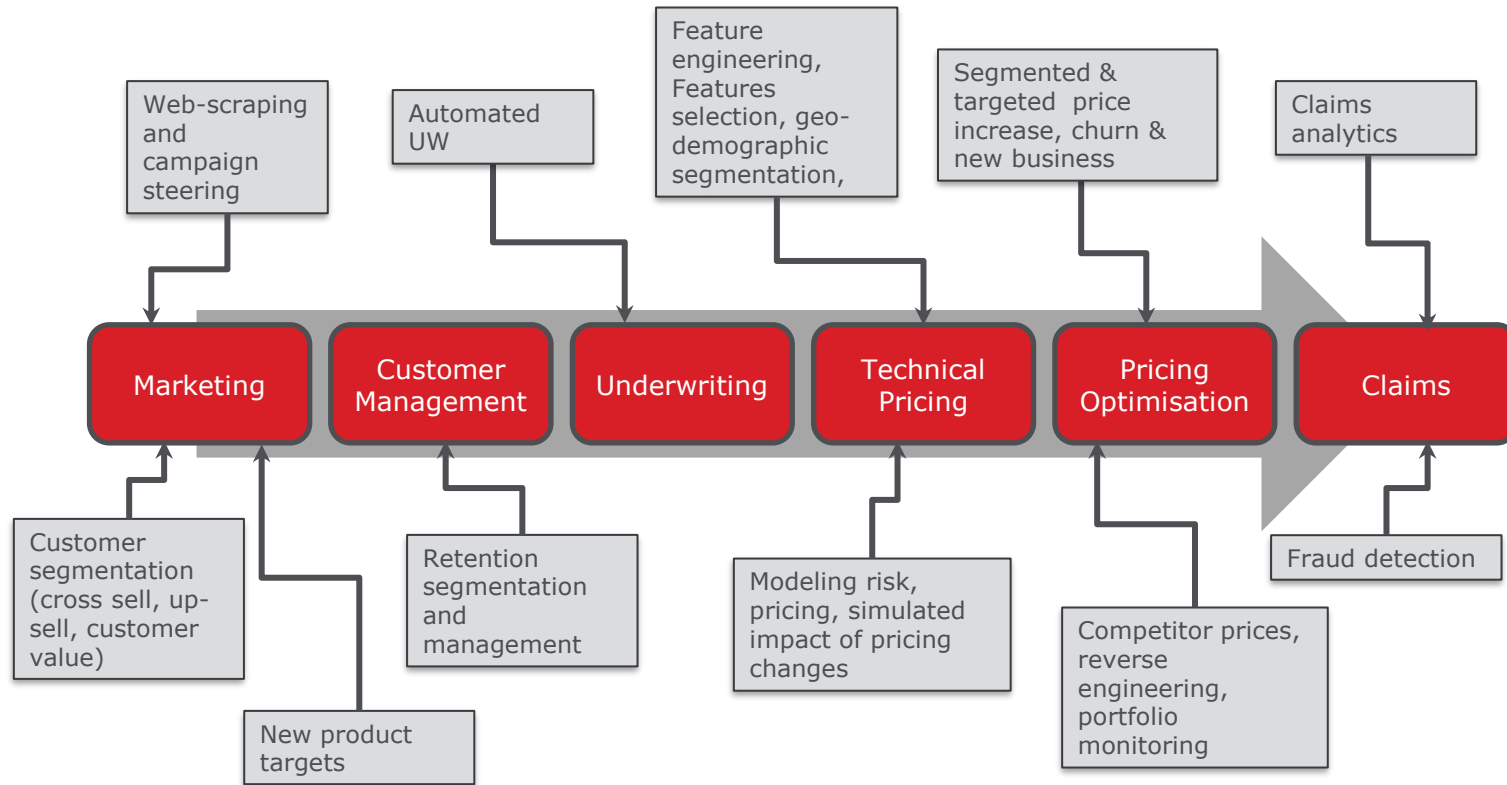 Web-scraping
and
campaign
steering
Automated
UW
Feature
engineering,
Features
selection, geo-
demographic
segmentation,
Segmented &
targeted  price
increase, churn &
new business
Claims
analytics
Marketing
Customer
Management
Underwriting
Technical
Pricing
Pricing
Optimisation
Claims
Customer
segmentation
(cross sell, up-
sell, customer
value)
New product
targets
Retention
segmentation
and
management
Modeling risk,
pricing, simulated
impact of pricing
changes
Competitor prices,
reverse
engineering,
portfolio
monitoring
Fraud detection